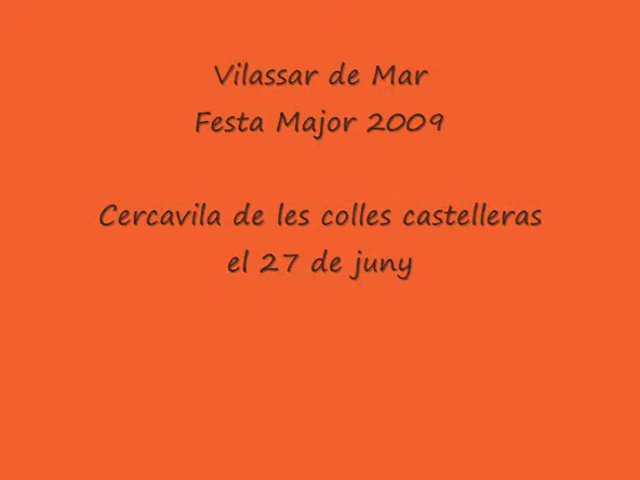 Vilassar de Mar
Festa Major 2009
Cercavila de les colles castelleras
el 27 de juny